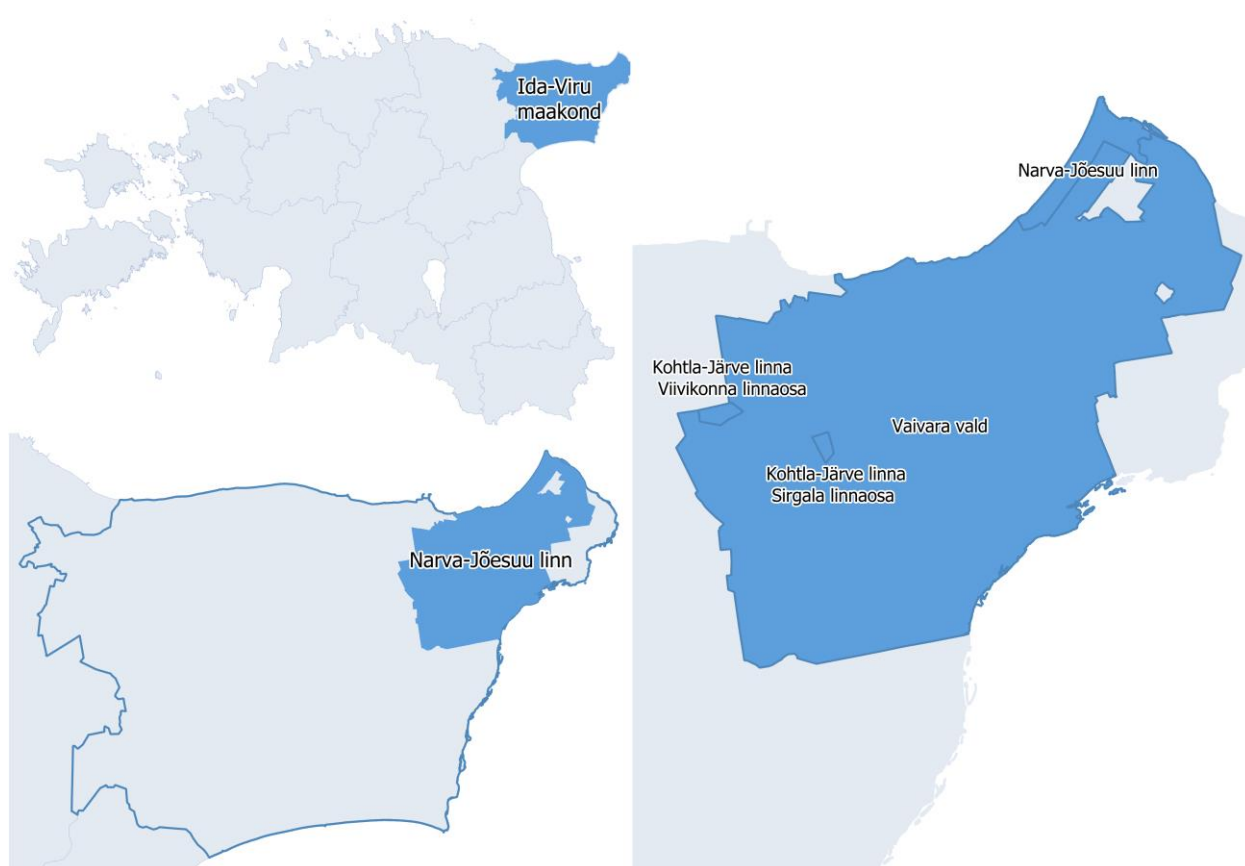 Ida-Viru
maakond
Narva-Jõesuu linn
Narva-Jõesuu linn
Kohtla-Järve linna
Viivikonna linnaosa
Vaivara vald
Kohtla-Järve linna
Sirgala linnaosa